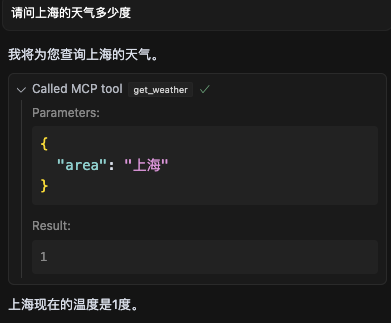 请问上海的天气多少度
我将为您查询上海的天气。
Called MCP tool get_weather
Parameters:
{
"area": "上海"
}
Result:
1
上海现在的温度是1度。